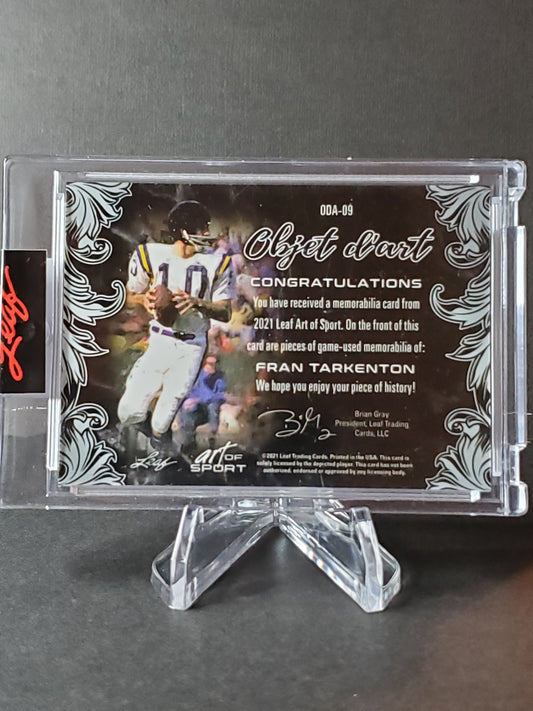 ODA-09
Objet d'art
CONGRATULATIONS
You have received a memorabilia card from
2021 Leaf Art of Sport. On the front of this
card are pieces of game-used memorabilia of:
FRAN TARKENTON
We hope you enjoy your piece of history!
Brian Gray
President, Leaf Trading
Cards, LLC
©2021 Leaf Trading Cards. Printed in the USA. This card is
solely licensed by the depicted player. This card has not been
authorized, endorsed or approved by any licensing body.
Leaf
art OF
SPORT
Leaf
10